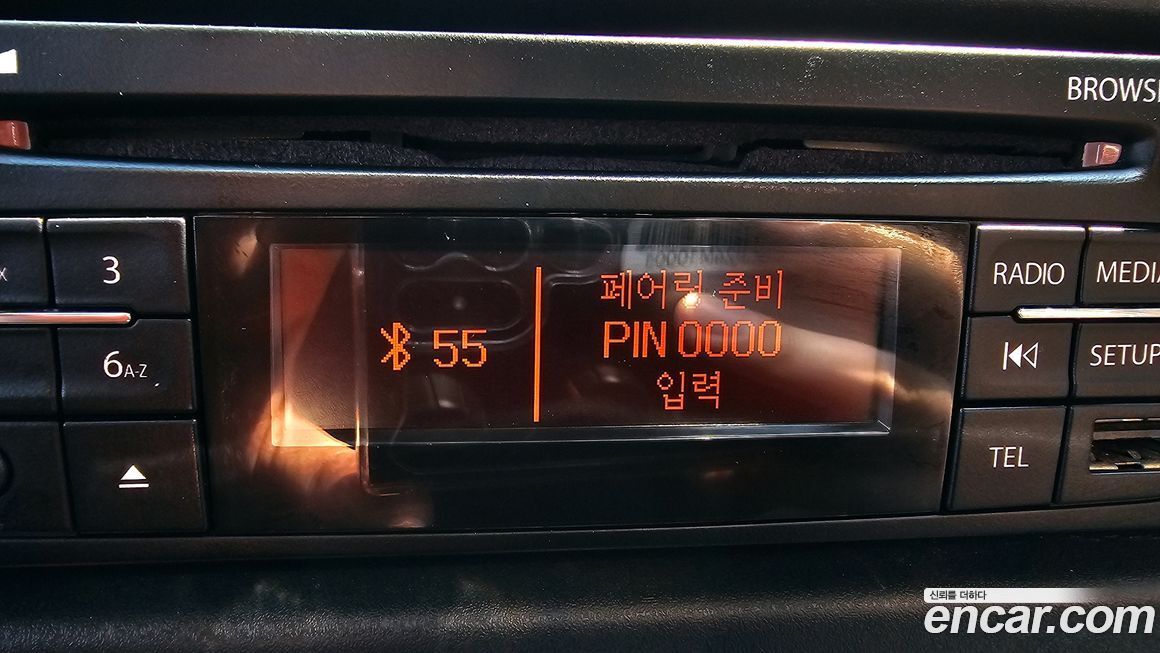 BROWSE
3
6 A-Z
55
페어링 준비
PIN 0000
입력
RADIO
MEDIA
SETUP
TEL
신뢰를 더하다
encar.com